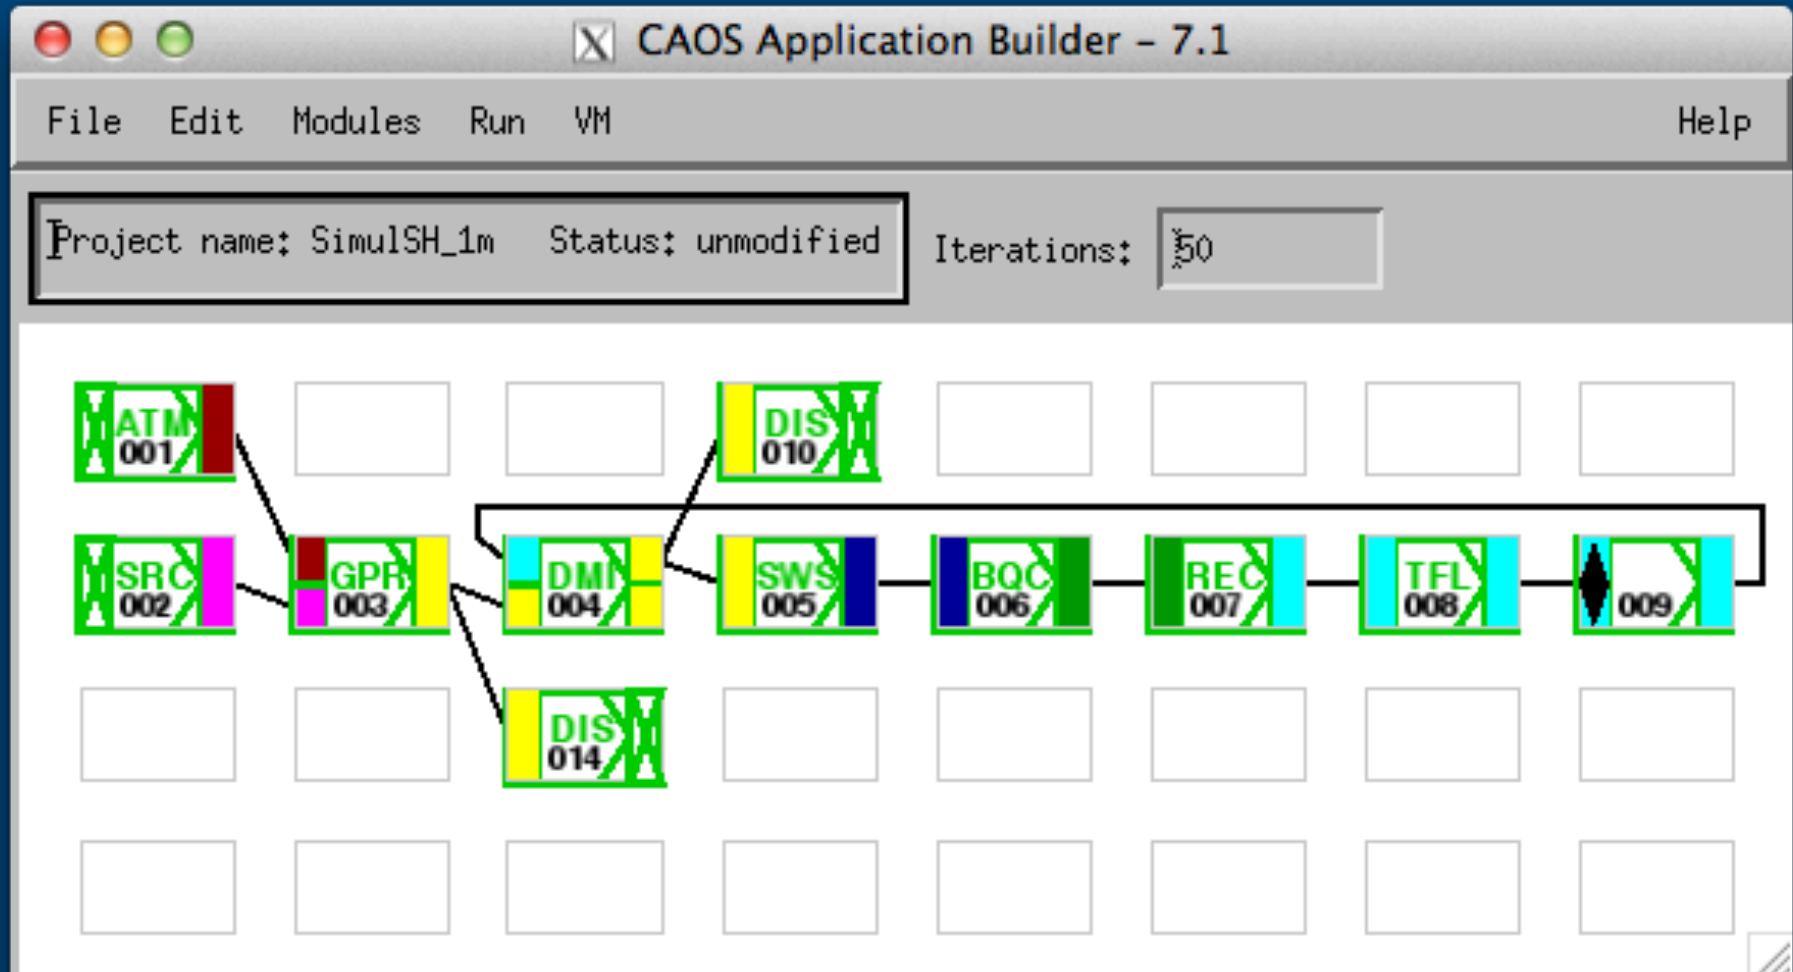 X CAOS Application Builder – 7.1
File Edit Modules Run VM Help
Project name: SimulSH_1m Status: unmodified Iterations: 50
ATM DIS
001 010
SRC GPR DMI SWS BQC REC TFL
002 003 004 005 006 007 008 009
DIS
014